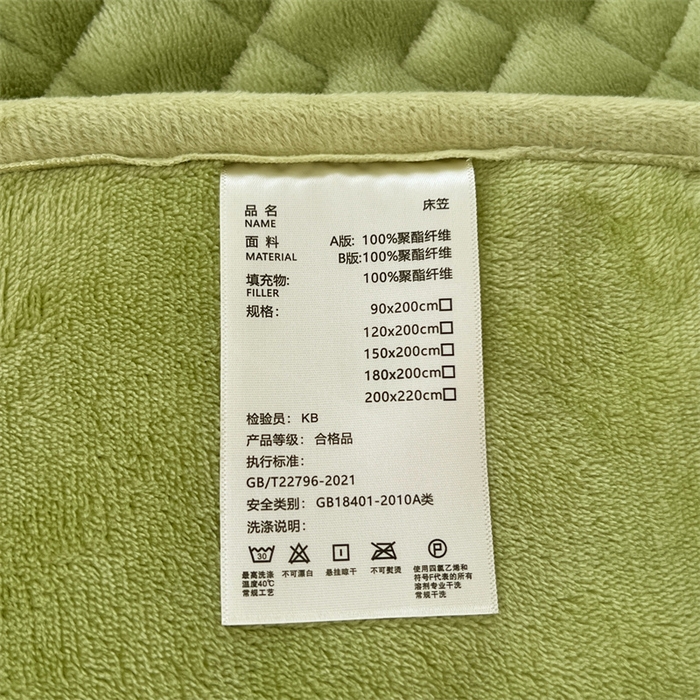 品 名 床笠
NAME
面 料 A版: 100%聚酯纤维
MATERIAL B版:100%聚酯纤维
填充物: 100%聚酯纤维
FILLER
规格: 90x200cm□
120x200cm□
150x200cm□
180x200cm□
200x220cm□
检验员: KB
产品等级: 合格品
执行标准:
GB/T22796-2021
安全类别: GB18401-2010A类
洗涤说明:
30
P
最高洗涤
温度40℃
常规工艺
不可漂白
悬挂晾干
不可熨烫
使用四氯乙烯和
符号F代表的所有
溶剂专业干洗
常规干洗